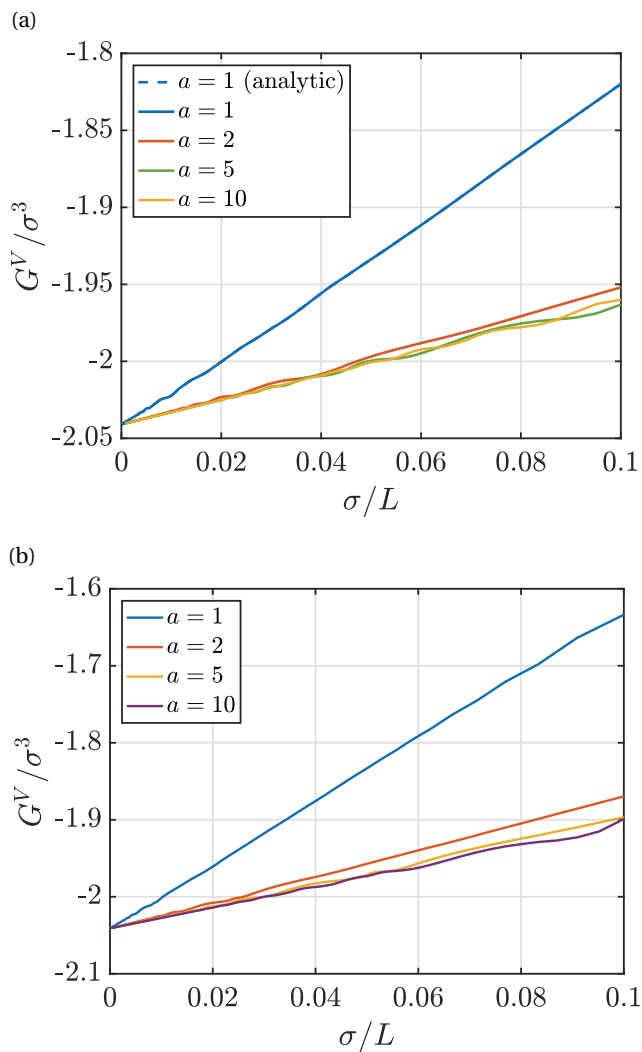 (a)
-1.8
-1.85
-1.9
-1.95
-2
-2.05
G^V/σ^3
a = 1 (analytic)
a = 1
a = 2
a = 5
a = 10
0 0.02 0.04 0.06 0.08 0.1
σ/L
(b)
-1.6
-1.7
-1.8
-1.9
-2
-2.1
G^V/σ^3
a = 1
a = 2
a = 5
a = 10
0 0.02 0.04 0.06 0.08 0.1
σ/L